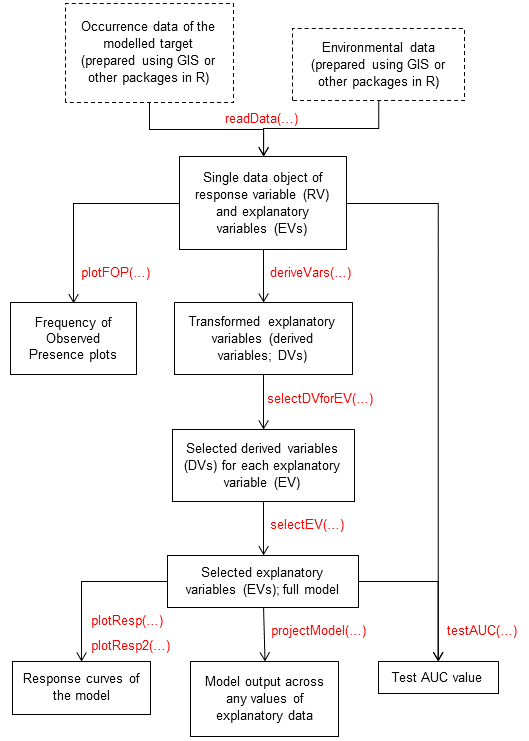 Occurrence data of the
modelled target
(prepared using GIS or
other packages in R)
Environmental data
(prepared using GIS or
other packages in R)
readData(…)
Single data object of
response variable (RV)
and explanatory
variables (EVs)
plotFOP(…)
deriveVars(…)
Frequency of
Observed
Presence plots
Transformed explanatory
variables (derived
variables; DVs)
selectDVforEV(…)
Selected derived variables
(DVs) for each explanatory
variable (EV)
selectEV(…)
Selected explanatory
variables (EVs); full model
plotResp(…)
plotResp2(…)
projectModel(…)
testAUC(…)
Response curves of
the model
Model output across
any values of
explanatory data
Test AUC value